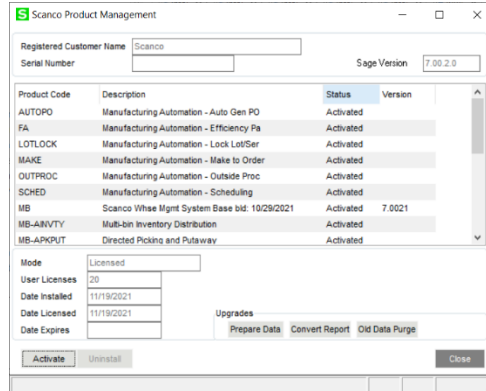 S Scanco Product Management
Registered Customer Name Scanco
Serial Number Sage Version 7.00.2.0
Product Code Description Status Version
AUTOPO Manufacturing Automation - Auto Gen PO Activated
FA Manufacturing Automation - Efficiency Pa Activated
LOTLOCK Manufacturing Automation - Lock Lot/Ser Activated
MAKE Manufacturing Automation - Make to Order Activated
OUTPROC Manufacturing Automation - Outside Proc Activated
SCHED Manufacturing Automation - Scheduling Activated
MB Scanco Whse Mgmt System Base bld: 10/29/2021 Activated 7.0021
MB-AINVTY Multi-bin Inventory Distribution Activated
MB-APKPUT Directed Picking and Putaway Activated
Mode Licensed
User Licenses 20
Date Installed 11/19/2021
Date Licensed 11/19/2021 Upgrades
Date Expires Prepare Data Convert Report Old Data Purge
Activate Uninstall Close